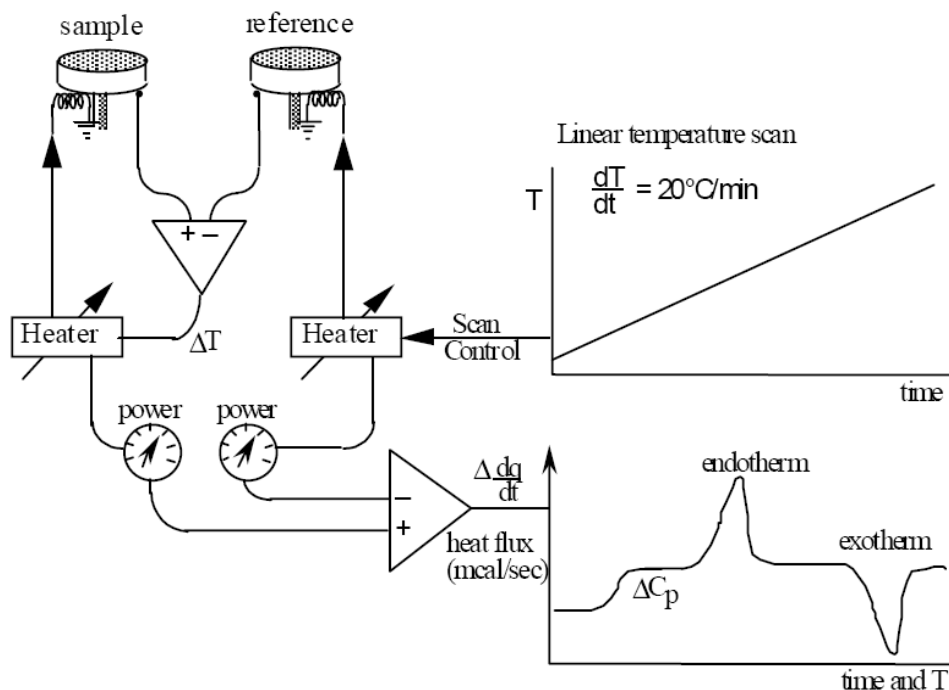 sample
reference
Linear temperature scan
T
dT
dt
= 20°C/min
+ −
Heater
ΔT
Heater
Scan
Control
time
power
power
−
+
Δ dq
dt
heat flux
(mcal/sec)
endotherm
exotherm
ΔCp
time and T